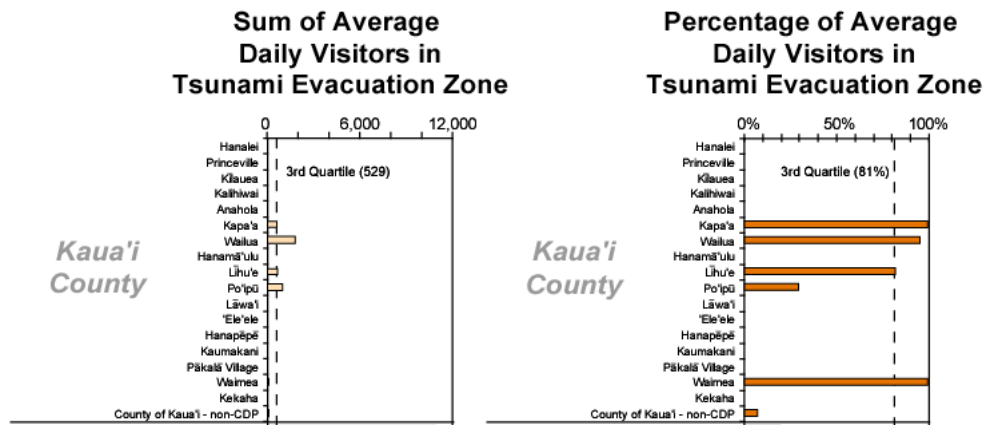 Sum of Average
Daily Visitors in
Tsunami Evacuation Zone
0 6,000 12,000
Hanalei
Princeville
3rd Quartile (529)
Kīlauea
Kalihiwai
Anahola
Kapa'a
Wailua
Hanamā'ulu
Līhu'e
Po'ipū
Lāwa'i
'Ele'ele
Hanapēpē
Kaumakani
Pākalā Village
Waimea
Kekaha
County of Kaua'i - non-CDP
Kaua'i
County
Percentage of Average
Daily Visitors in
Tsunami Evacuation Zone
0% 50% 100%
Hanalei
Princeville
3rd Quartile (81%)
Kīlauea
Kalihiwai
Anahola
Kapa'a
Wailua
Hanamā'ulu
Līhu'e
Po'ipū
Lāwa'i
'Ele'ele
Hanapēpē
Kaumakani
Pākalā Village
Waimea
Kekaha
County of Kaua'i - non-CDP
Kaua'i
County